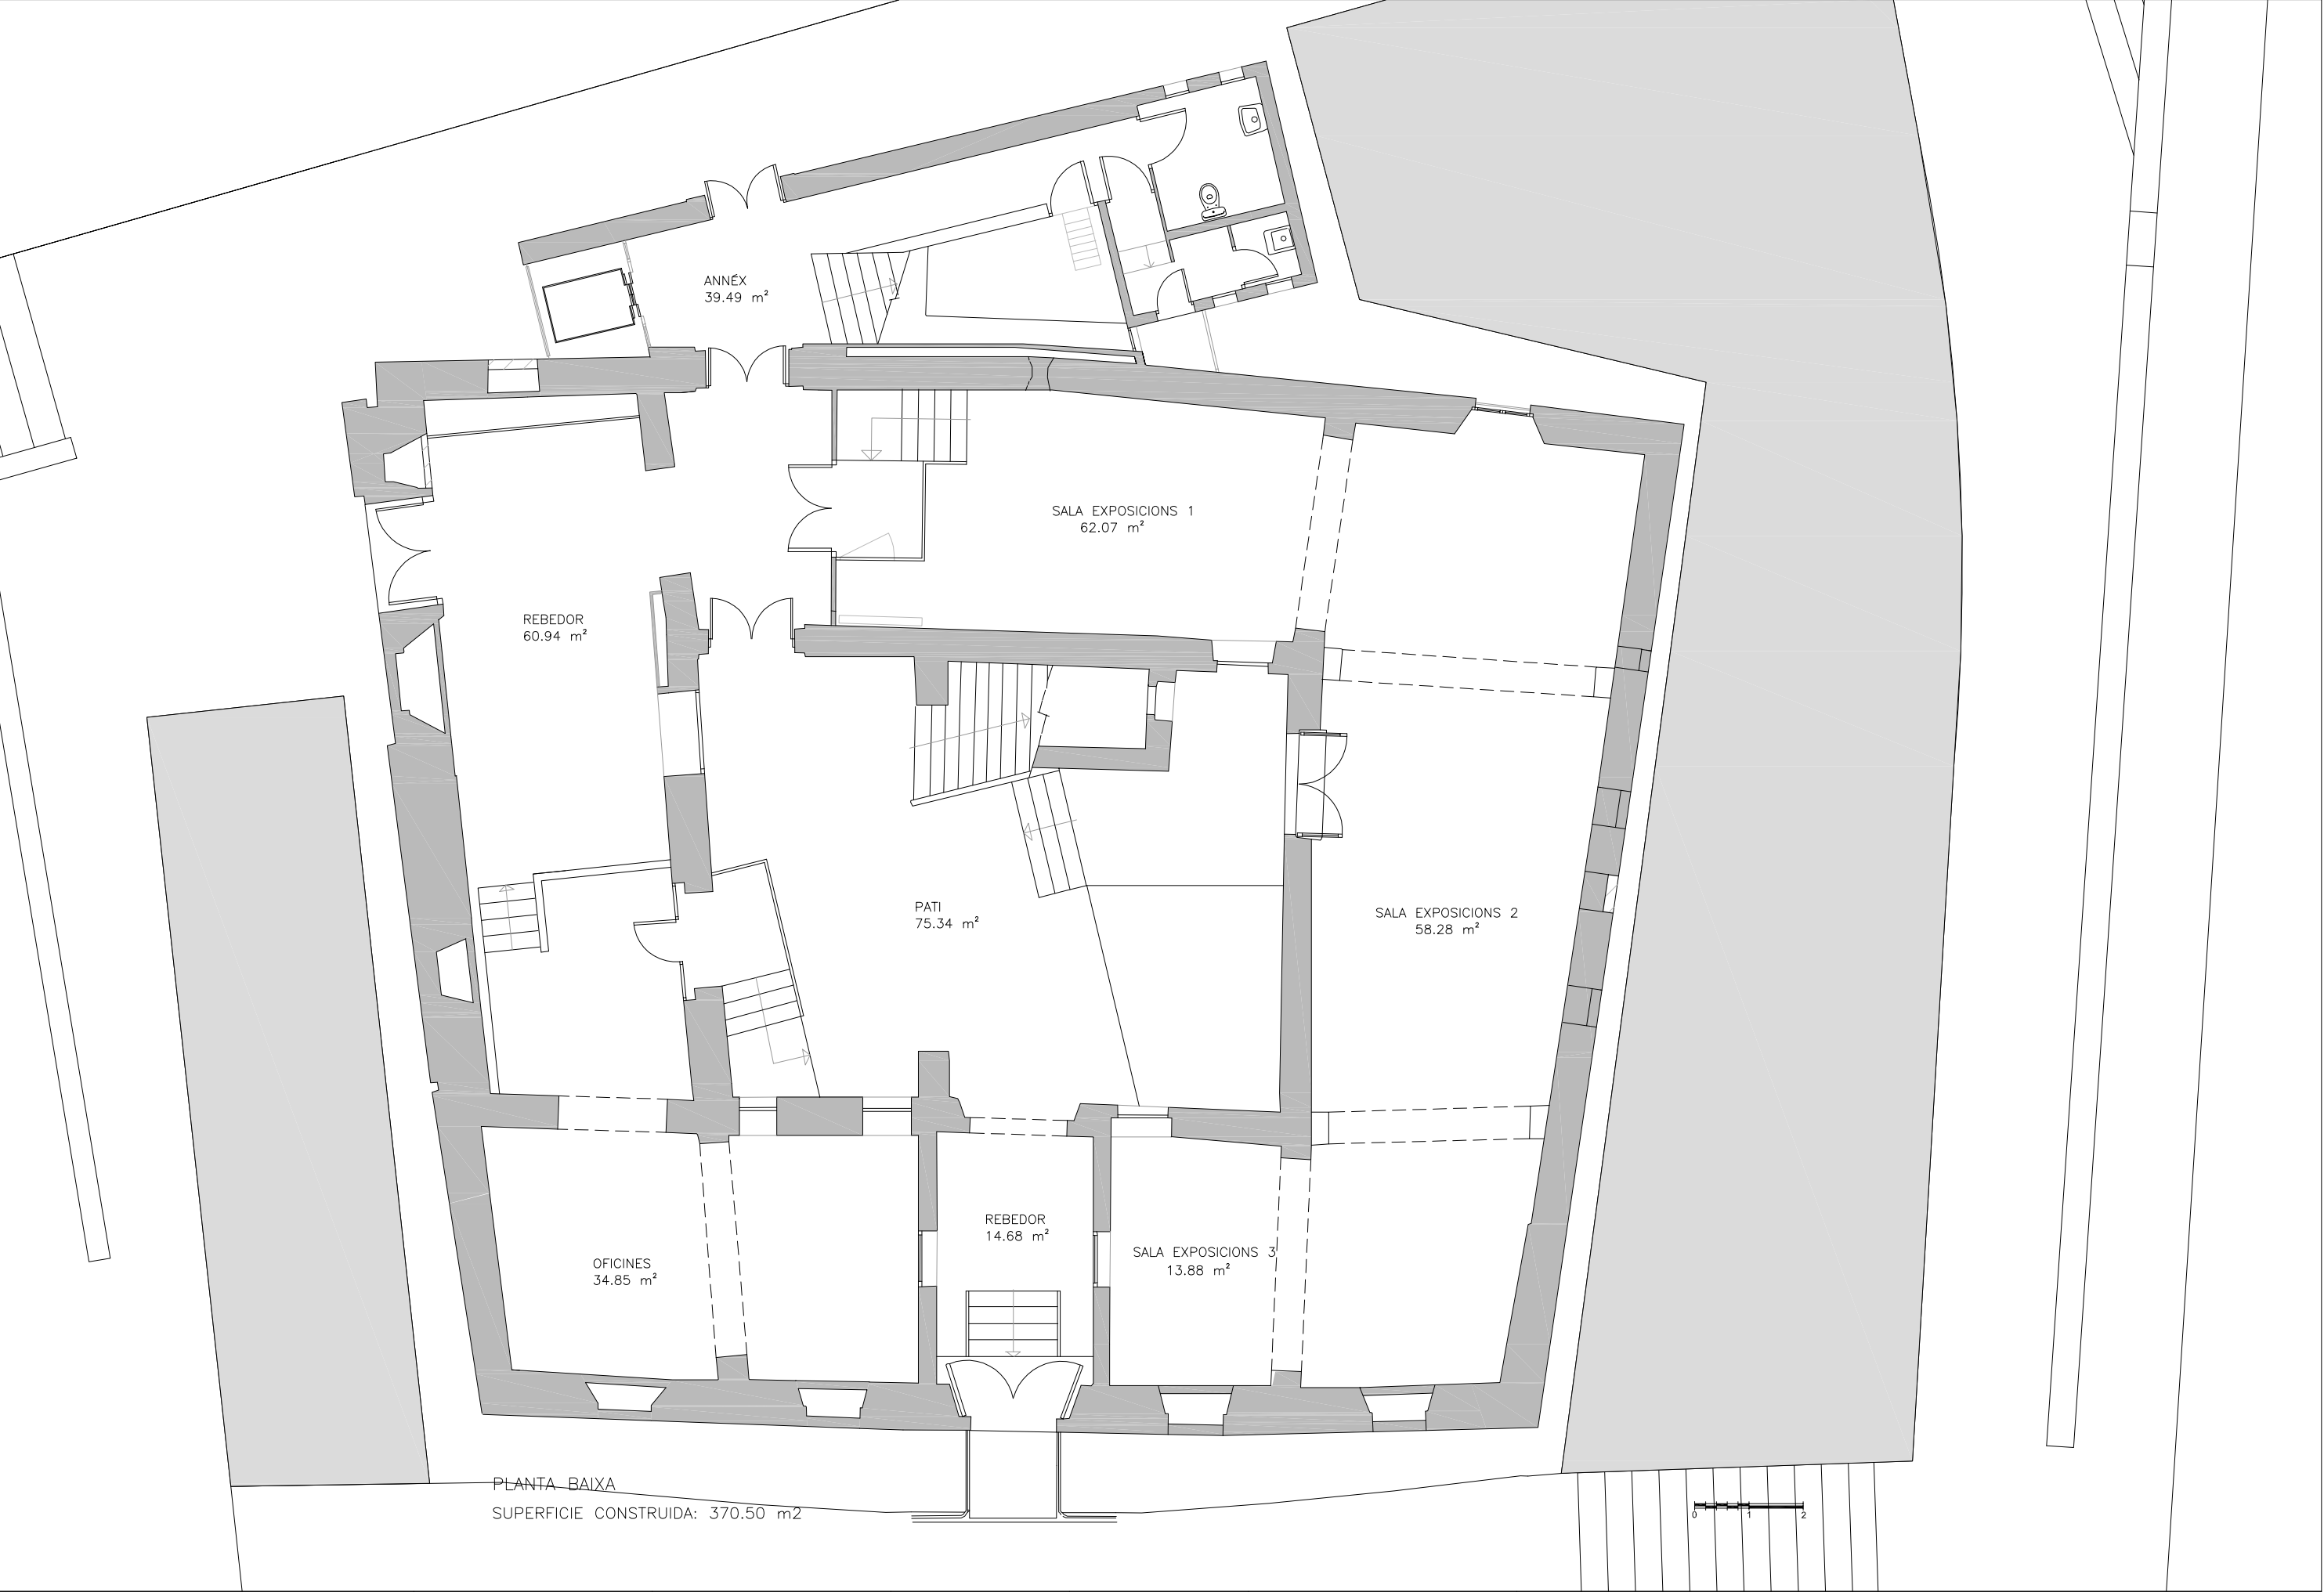 ANNÉX
39.49 m²
SALA EXPOSICIONS 1
62.07 m²
REBEDOR
60.94 m²
PATI
75.34 m²
SALA EXPOSICIONS 2
58.28 m²
REBEDOR
14.68 m²
SALA EXPOSICIONS 3
13.88 m²
OFICINES
34.85 m²
PLANTA BAIXA
SUPERFICIE CONSTRUIDA: 370.50 m2
0 1 2